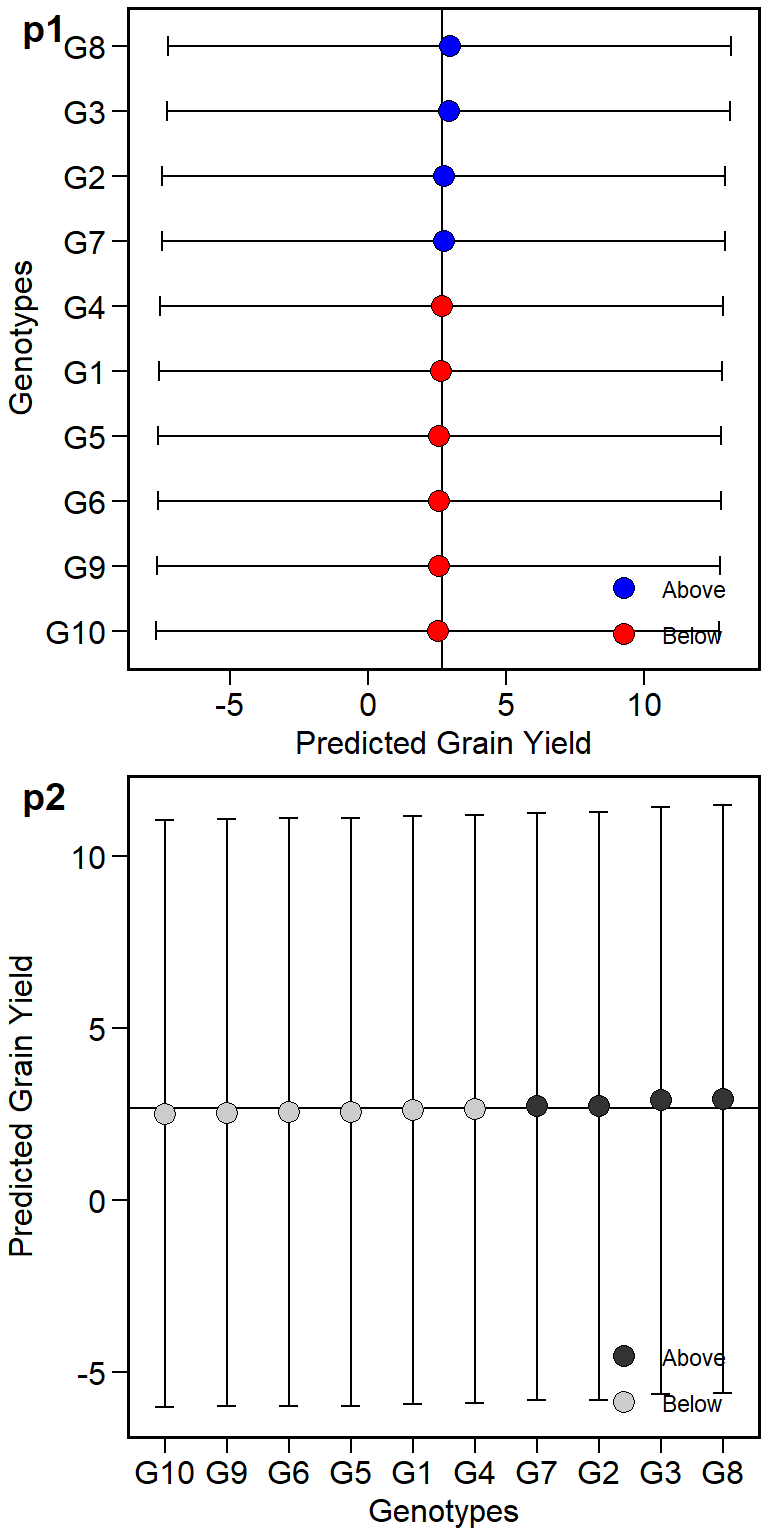 p1
G8
G3
G2
G7
G4
G1
G5
G6
G9
G10
Genotypes
Above
Below
-5 0 5 10
Predicted Grain Yield
p2
10
5
0
-5
Predicted Grain Yield
Above
Below
G10 G9 G6 G5 G1 G4 G7 G2 G3 G8
Genotypes